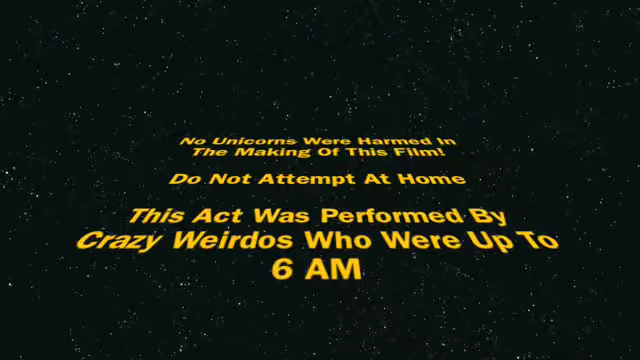 No Unicorns Were Harmed In
The Making Of This Film!
Do Not Attempt At Home
This Act Was Performed By
Crazy Weirdos Who Were Up To
6 AM